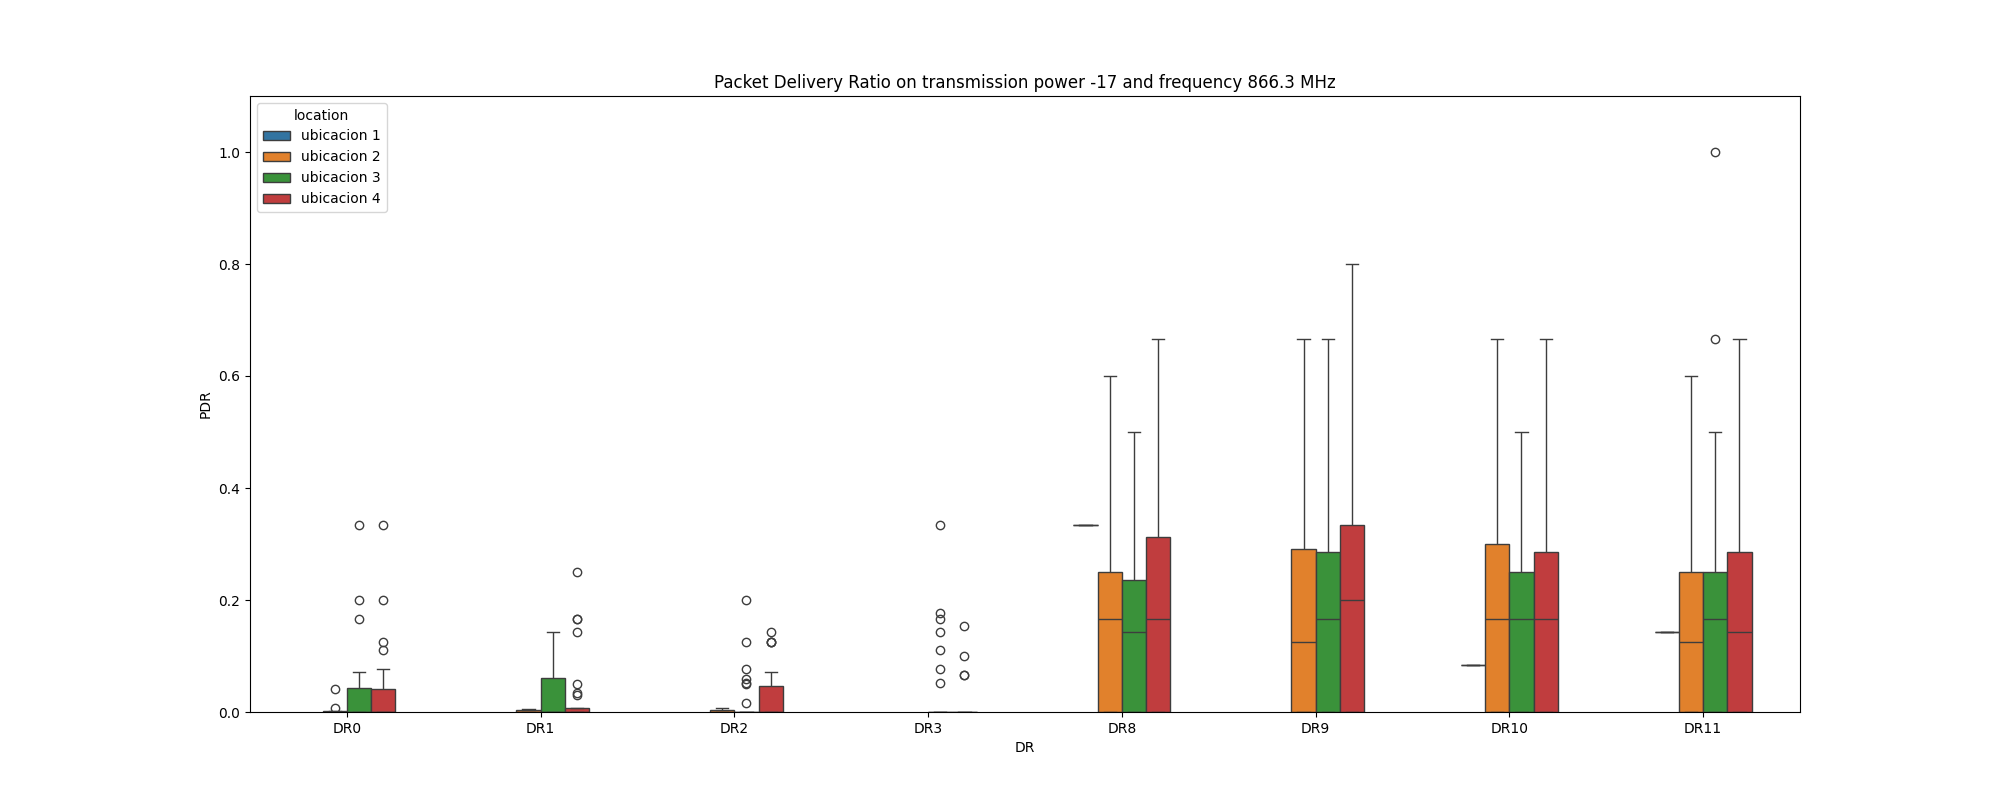 Packet Delivery Ratio on transmission power -17 and frequency 866.3 MHz
location
ubicacion 1
ubicacion 2
ubicacion 3
ubicacion 4
1.0
0.8
0.6
0.4
0.2
0.0
PDR
DR0 DR1 DR2 DR3 DR8 DR9 DR10 DR11
DR